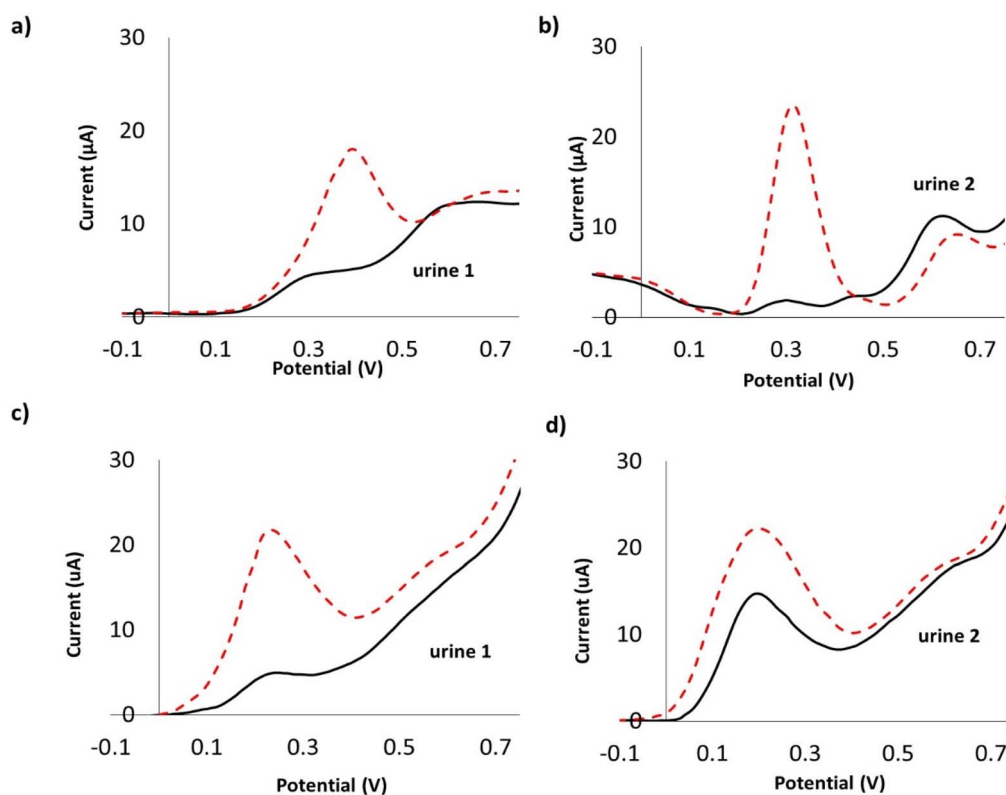 a)
30
20
10
0
Current (µA)
urine 1
-0.1 0.1 0.3 0.5 0.7
Potential (V)
b)
30
20
10
0
Current (µA)
urine 2
-0.1 0.1 0.3 0.5 0.7
Potential (V)
c)
30
20
10
0
Current (uA)
urine 1
-0.1 0.1 0.3 0.5 0.7
Potential (V)
d)
30
20
10
0
Current (uA)
urine 2
-0.1 0.1 0.3 0.5 0.7
Potential (V)